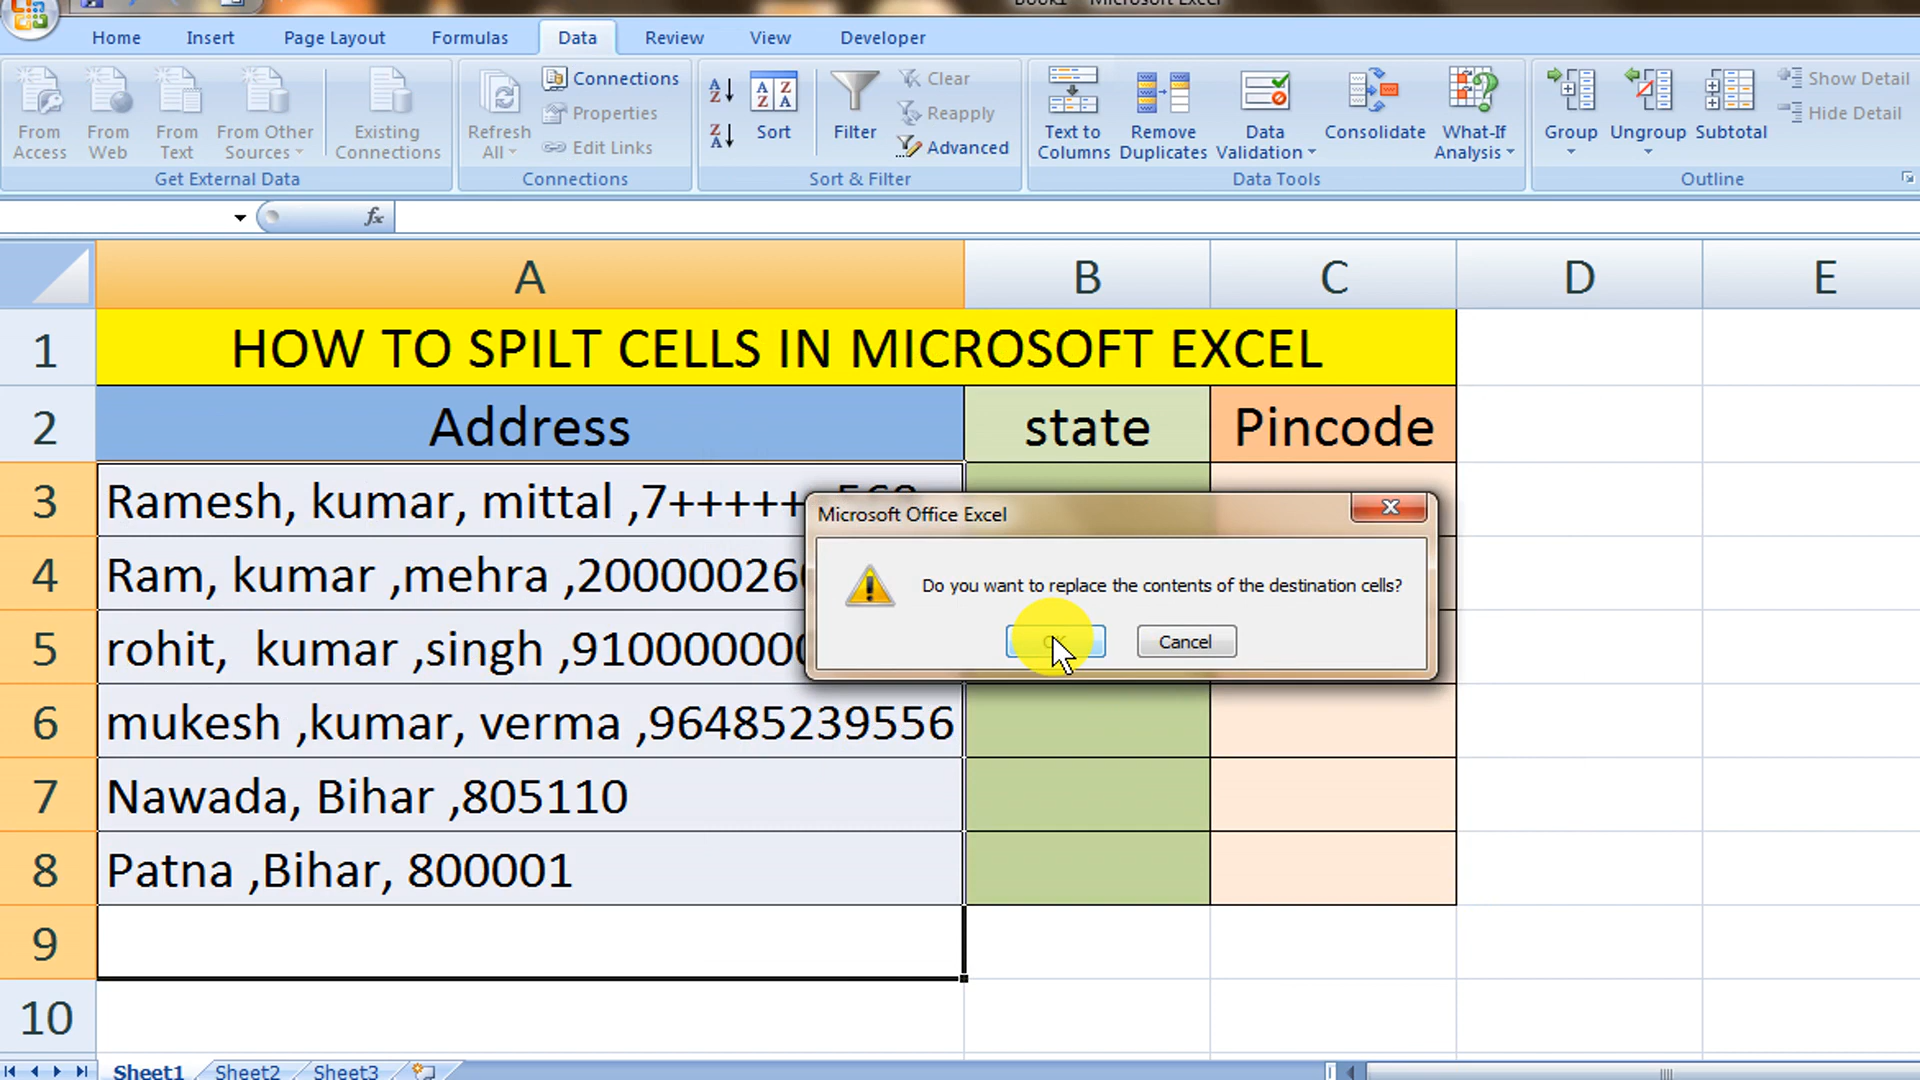 Book1 - Microsoft Excel
Home Insert Page Layout Formulas Data Review View Developer
From Access
From Web
From Text
From Other Sources
Existing Connections
Get External Data
Refresh All
Connections
Properties
Edit Links
Connections
Sort
Filter
Clear
Reapply
Advanced
Sort & Filter
Text to Columns
Remove Duplicates
Data Validation
Consolidate
What-If Analysis
Data Tools
Group
Ungroup
Subtotal
Show Detail
Hide Detail
Outline
fx
A B C D E
1 HOW TO SPILT CELLS IN MICROSOFT EXCEL
2 Address state Pincode
3 Ramesh, kumar, mittal ,7+++++
4 Ram, kumar ,mehra ,2000002
5 rohit, kumar ,singh ,910000000
6 mukesh ,kumar, verma ,96485239556
7 Nawada, Bihar ,805110
8 Patna ,Bihar, 800001
9
10
Microsoft Office Excel
Do you want to replace the contents of the destination cells?
Cancel
Sheet1 Sheet2 Sheet3